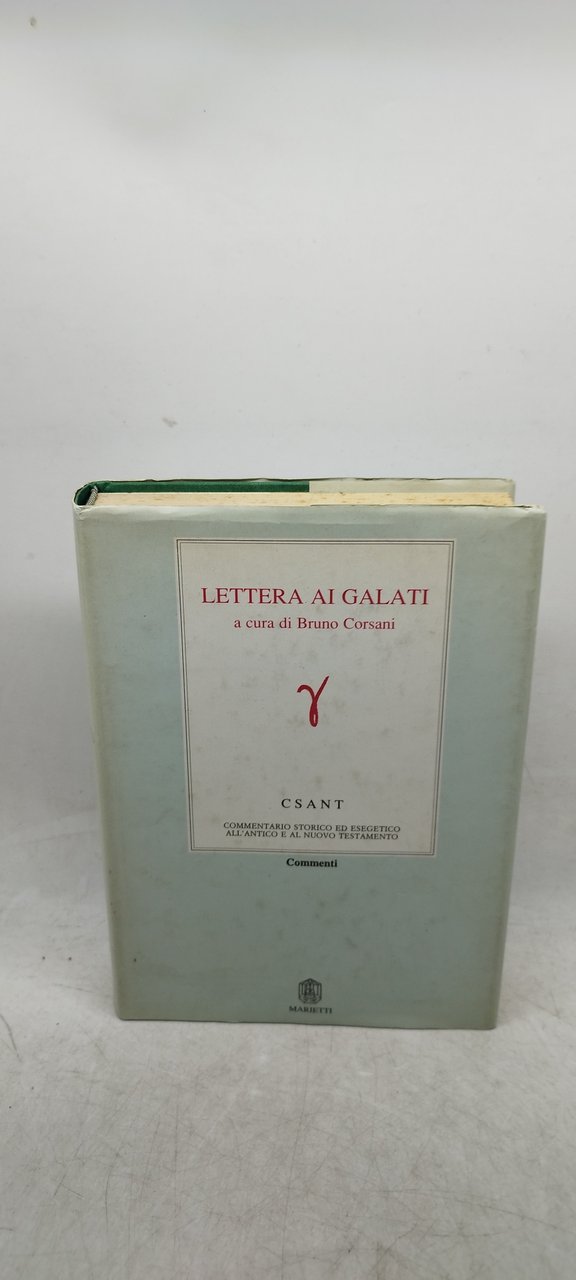 LETTERA AI GALATI
a cura di Bruno Corsani
γ
CSANT
COMMENTARIO STORICO ED ESEGETICO
ALL'ANTICO E AL NUOVO TESTAMENTO
Commenti
MARIETTI